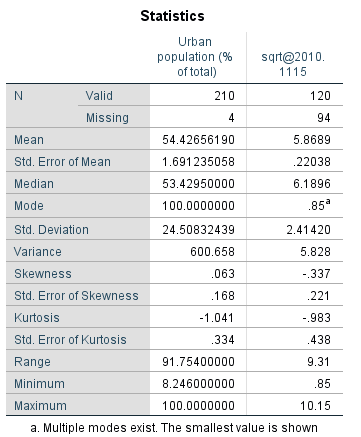 Statistics
Urban population (% of total) sqrt@2010.1115
N Valid 210 120
Missing 4 94
Mean 54.42656190 5.8689
Std. Error of Mean 1.691235058 .22038
Median 53.42950000 6.1896
Mode 100.0000000 .85a
Std. Deviation 24.50832439 2.41420
Variance 600.658 5.828
Skewness .063 -.337
Std. Error of Skewness .168 .221
Kurtosis -1.041 -.983
Std. Error of Kurtosis .334 .438
Range 91.75400000 9.31
Minimum 8.246000000 .85
Maximum 100.0000000 10.15
a. Multiple modes exist. The smallest value is shown